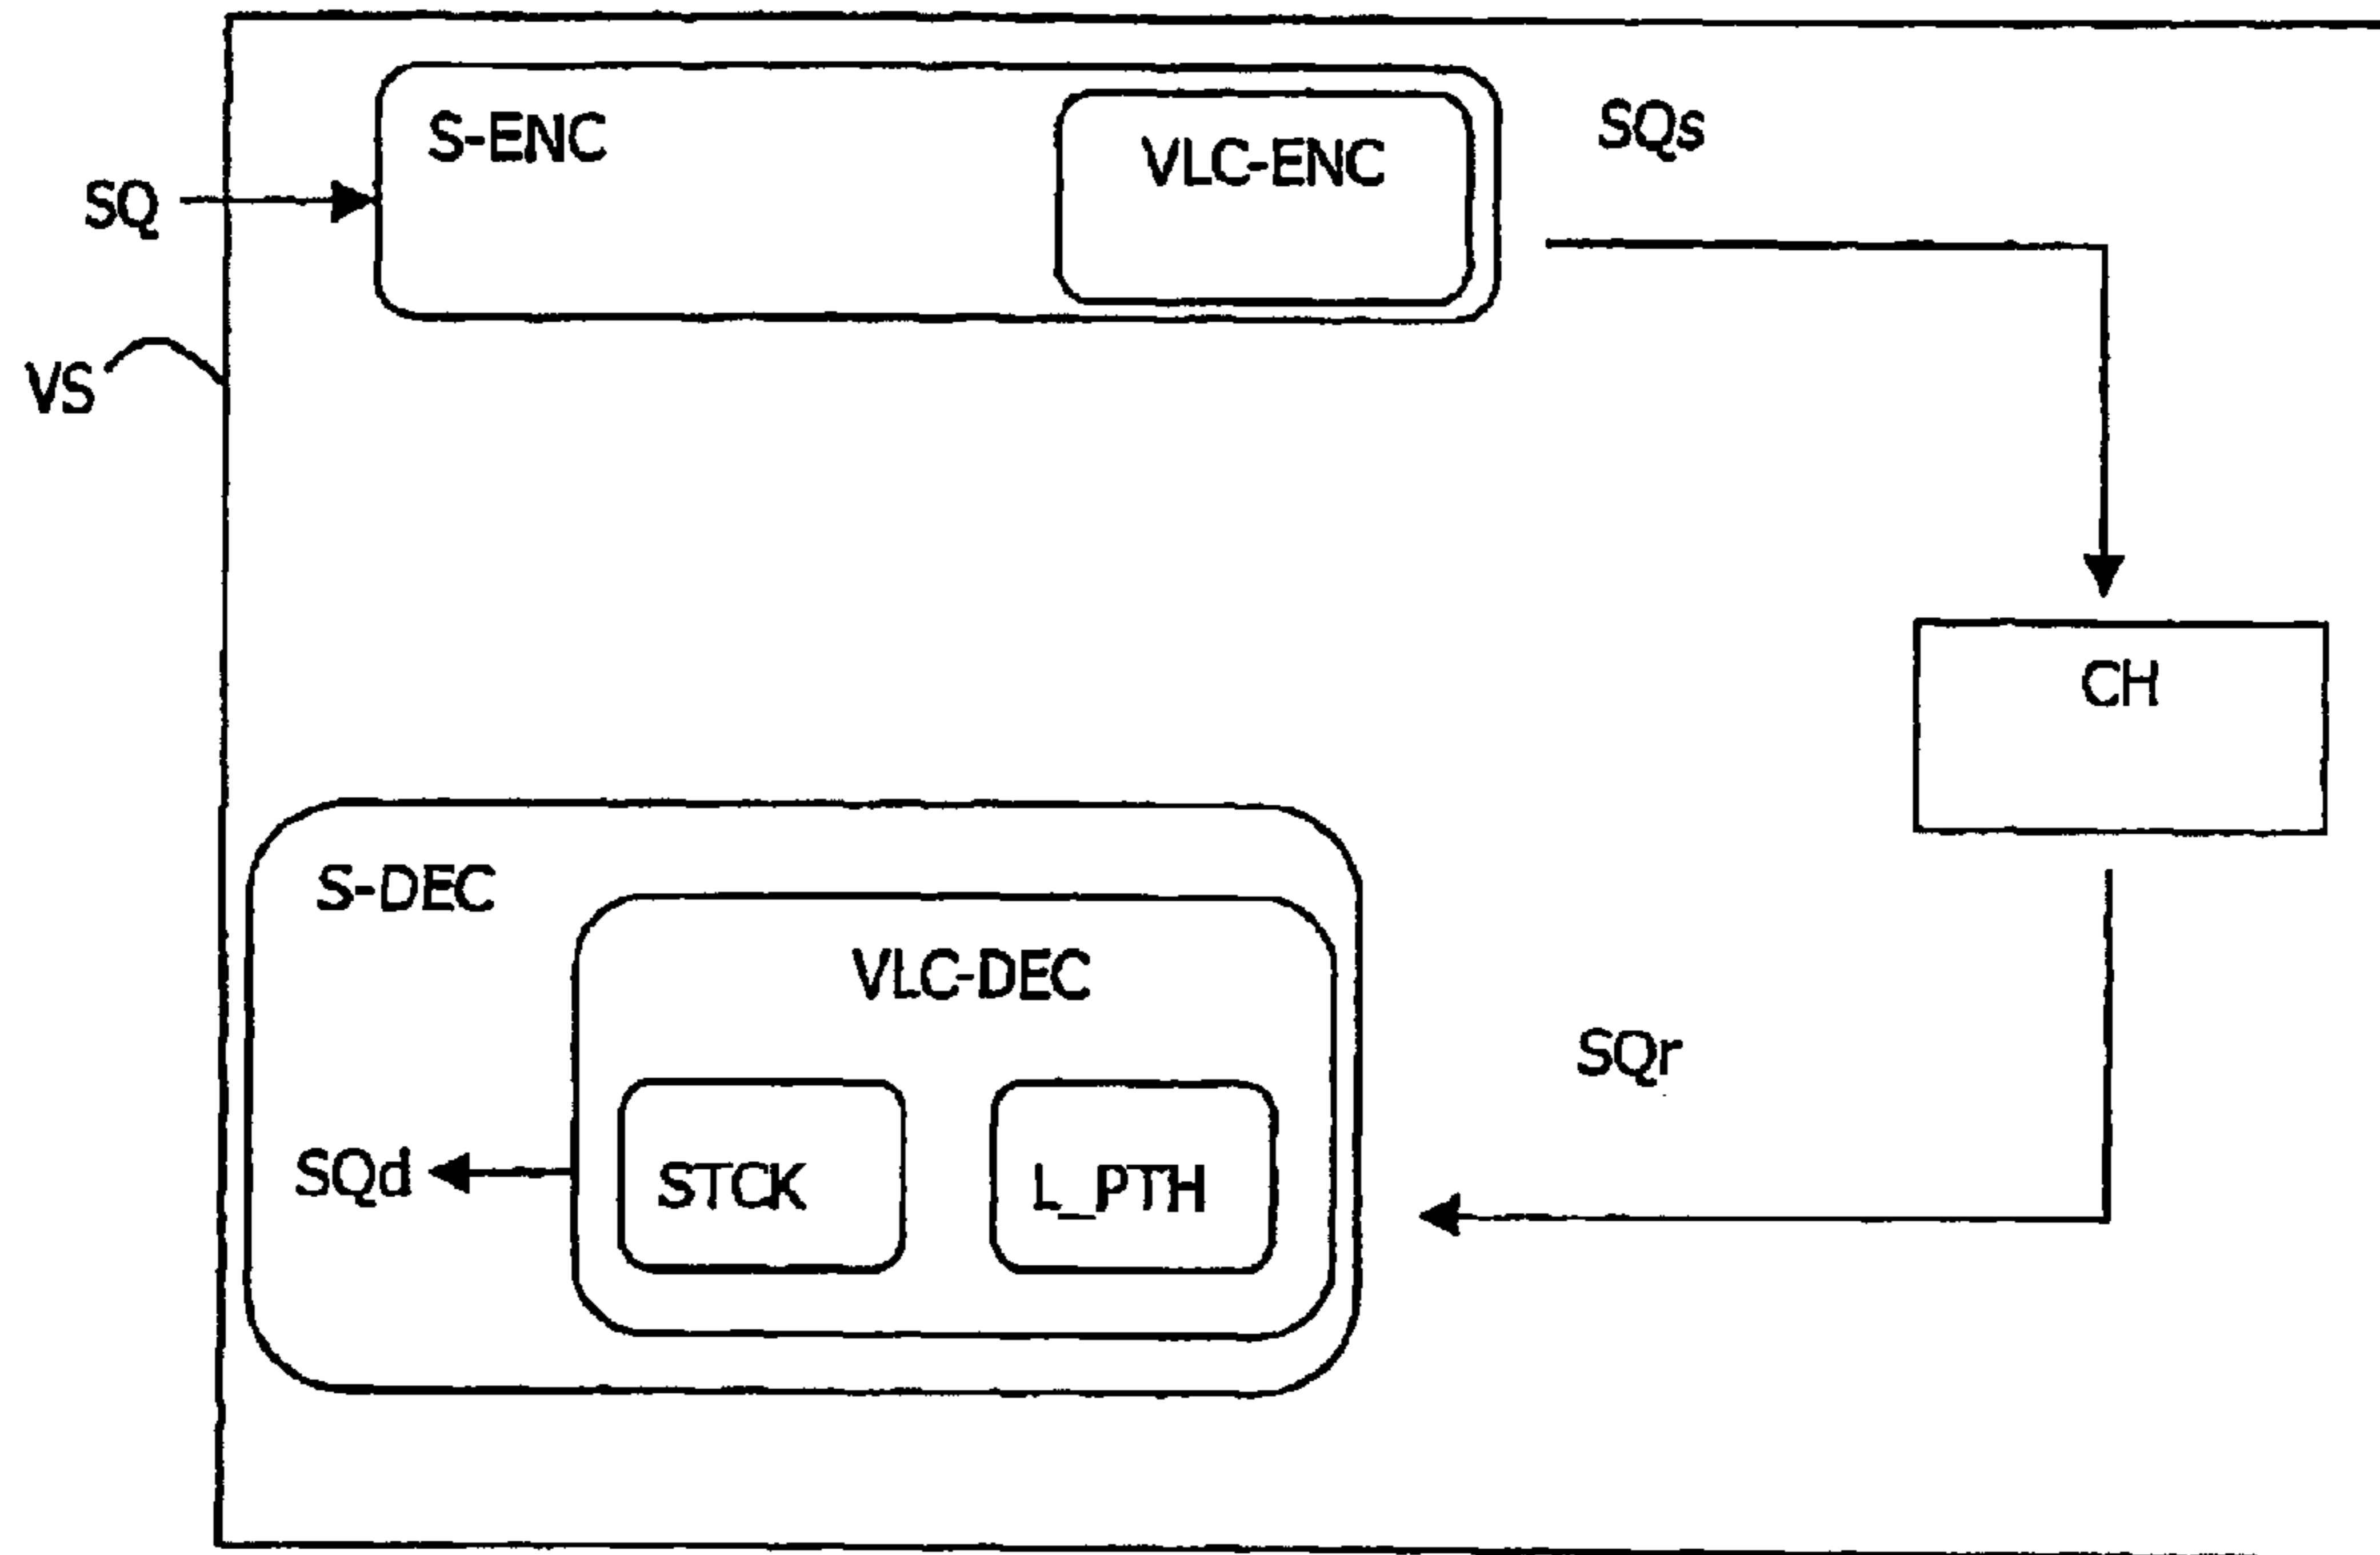 S-ENC
VLC-ENC
SQs
SQ
VS
CH
S-DEC
VLC-DEC
SQr
SQd
STCK
L_PTH